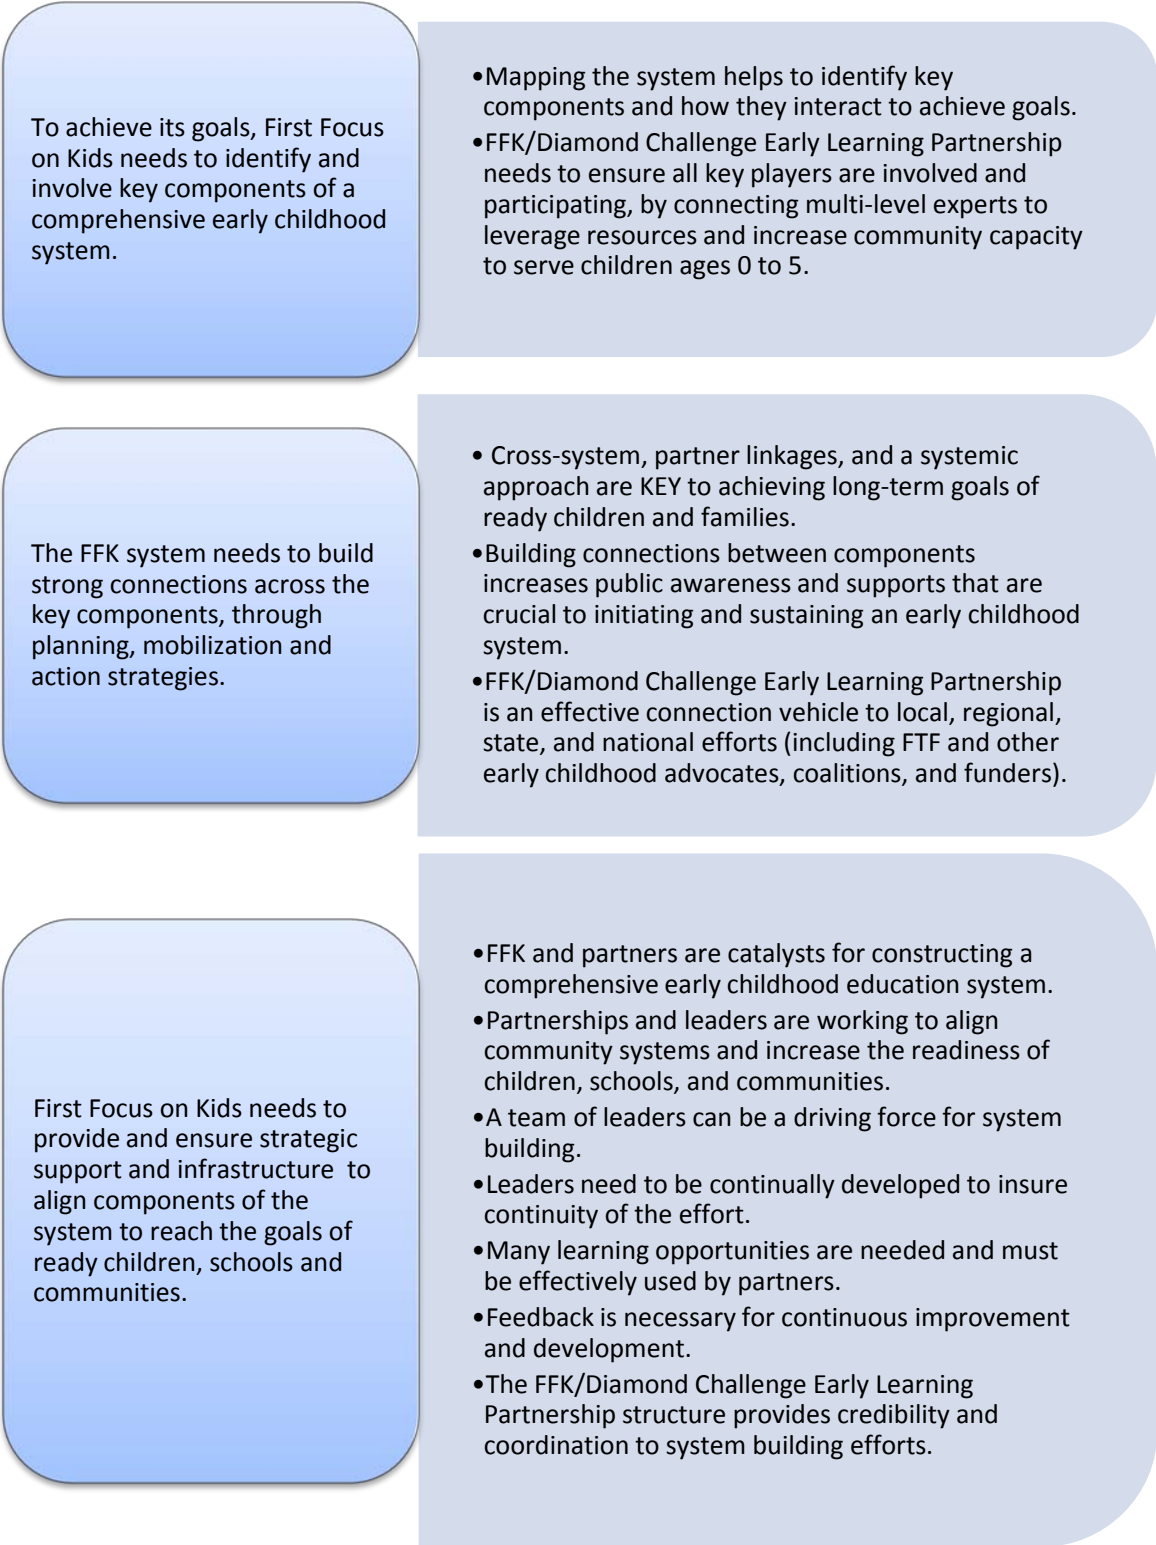 To achieve its goals, First Focus
on Kids needs to identify and
involve key components of a
comprehensive early childhood
system.
•Mapping the system helps to identify key
components and how they interact to achieve goals.
•FFK/Diamond Challenge Early Learning Partnership
needs to ensure all key players are involved and
participating, by connecting multi-level experts to
leverage resources and increase community capacity
to serve children ages 0 to 5.
The FFK system needs to build
strong connections across the
key components, through
planning, mobilization and
action strategies.
• Cross-system, partner linkages, and a systemic
approach are KEY to achieving long-term goals of
ready children and families.
•Building connections between components
increases public awareness and supports that are
crucial to initiating and sustaining an early childhood
system.
•FFK/Diamond Challenge Early Learning Partnership
is an effective connection vehicle to local, regional,
state, and national efforts (including FTF and other
early childhood advocates, coalitions, and funders).
First Focus on Kids needs to
provide and ensure strategic
support and infrastructure to
align components of the
system to reach the goals of
ready children, schools and
communities.
•FFK and partners are catalysts for constructing a
comprehensive early childhood education system.
•Partnerships and leaders are working to align
community systems and increase the readiness of
children, schools, and communities.
•A team of leaders can be a driving force for system
building.
•Leaders need to be continually developed to insure
continuity of the effort.
•Many learning opportunities are needed and must
be effectively used by partners.
•Feedback is necessary for continuous improvement
and development.
•The FFK/Diamond Challenge Early Learning
Partnership structure provides credibility and
coordination to system building efforts.